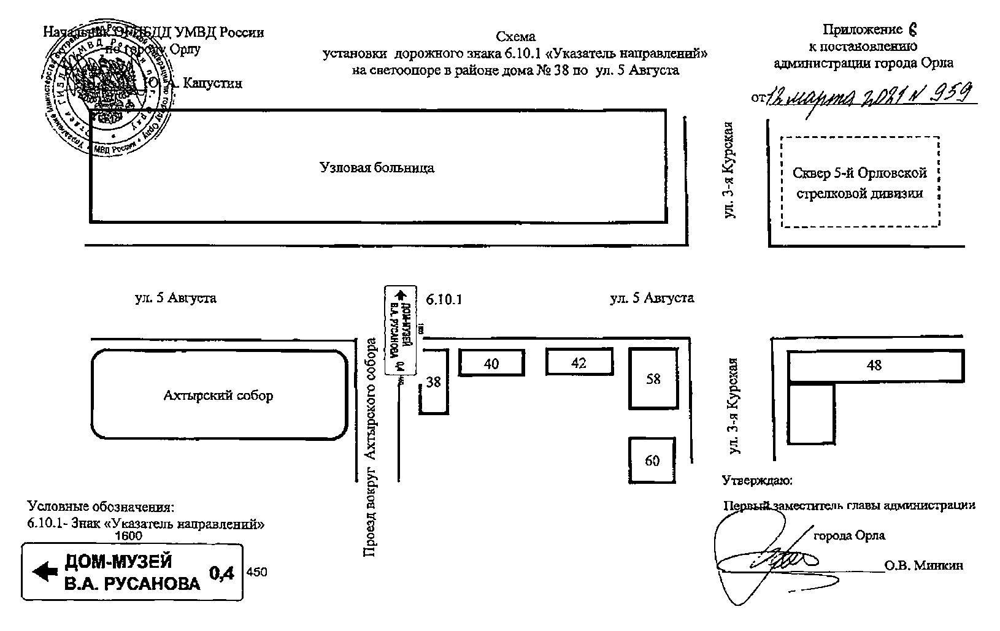 Начальник ОГИБДД УМВД России
по городу Орлу
Ю.А. Капустин
Схема
установки дорожного знака 6.10.1 «Указатель направлений»
на светоопоре в районе дома № 38 по ул. 5 Августа
Приложение 6
к постановлению
администрации города Орла
от 12 марта 2021 N 959
МВД России
Узловая больница
ул. 3-я Курская
Сквер 5-й Орловской
стрелковой дивизии
ул. 5 Августа
ДОМ-МУЗЕЙ
В.А. РУСАНОВА 0,4
6.10.1
ул. 5 Августа
Ахтырский собор
Проезд вокруг Ахтырского собора
38
40
42
58
60
ул. 3-я Курская
48
Условные обозначения:
6.10.1- Знак «Указатель направлений»
1600
ДОМ-МУЗЕЙ
В.А. РУСАНОВА 0,4
450
Утверждаю:
Первый заместитель главы администрации
города Орла
О.В. Минкин